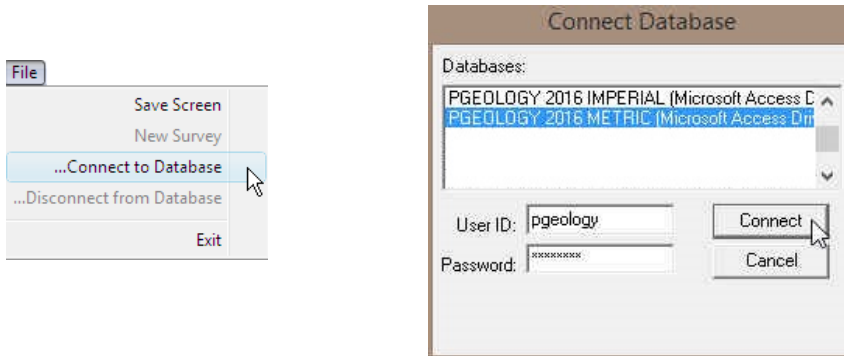 File
Save Screen
New Survey
...Connect to Database
...Disconnect from Database
Exit
Connect Database
Databases:
PGEOLOGY 2016 IMPERIAL (Microsoft Access D
PGEOLOGY 2016 METRIC (Microsoft Access Dri
User ID: pgeology
Connect
Password: ********
Cancel